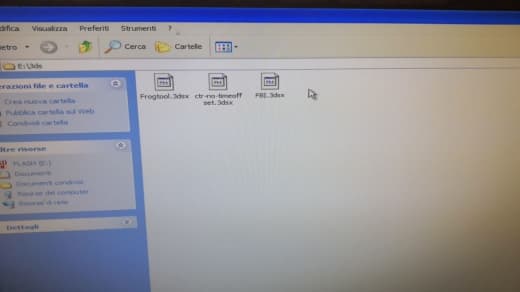 difica Visualizza Preferiti Strumenti ?
ietro Cerca Cartelle
E:\3ds
erazioni file e cartella
Crea nuova cartella
Pubblica cartella sul Web
Condividi cartella
ltre risorse
FLASH (E:)
Documenti
Documenti condivisi
Risorse del computer
Risorse di rete
Dettagli
Frogtool.3dsx
ctr-no-timeoff
set.3dsx
FBI.3dsx